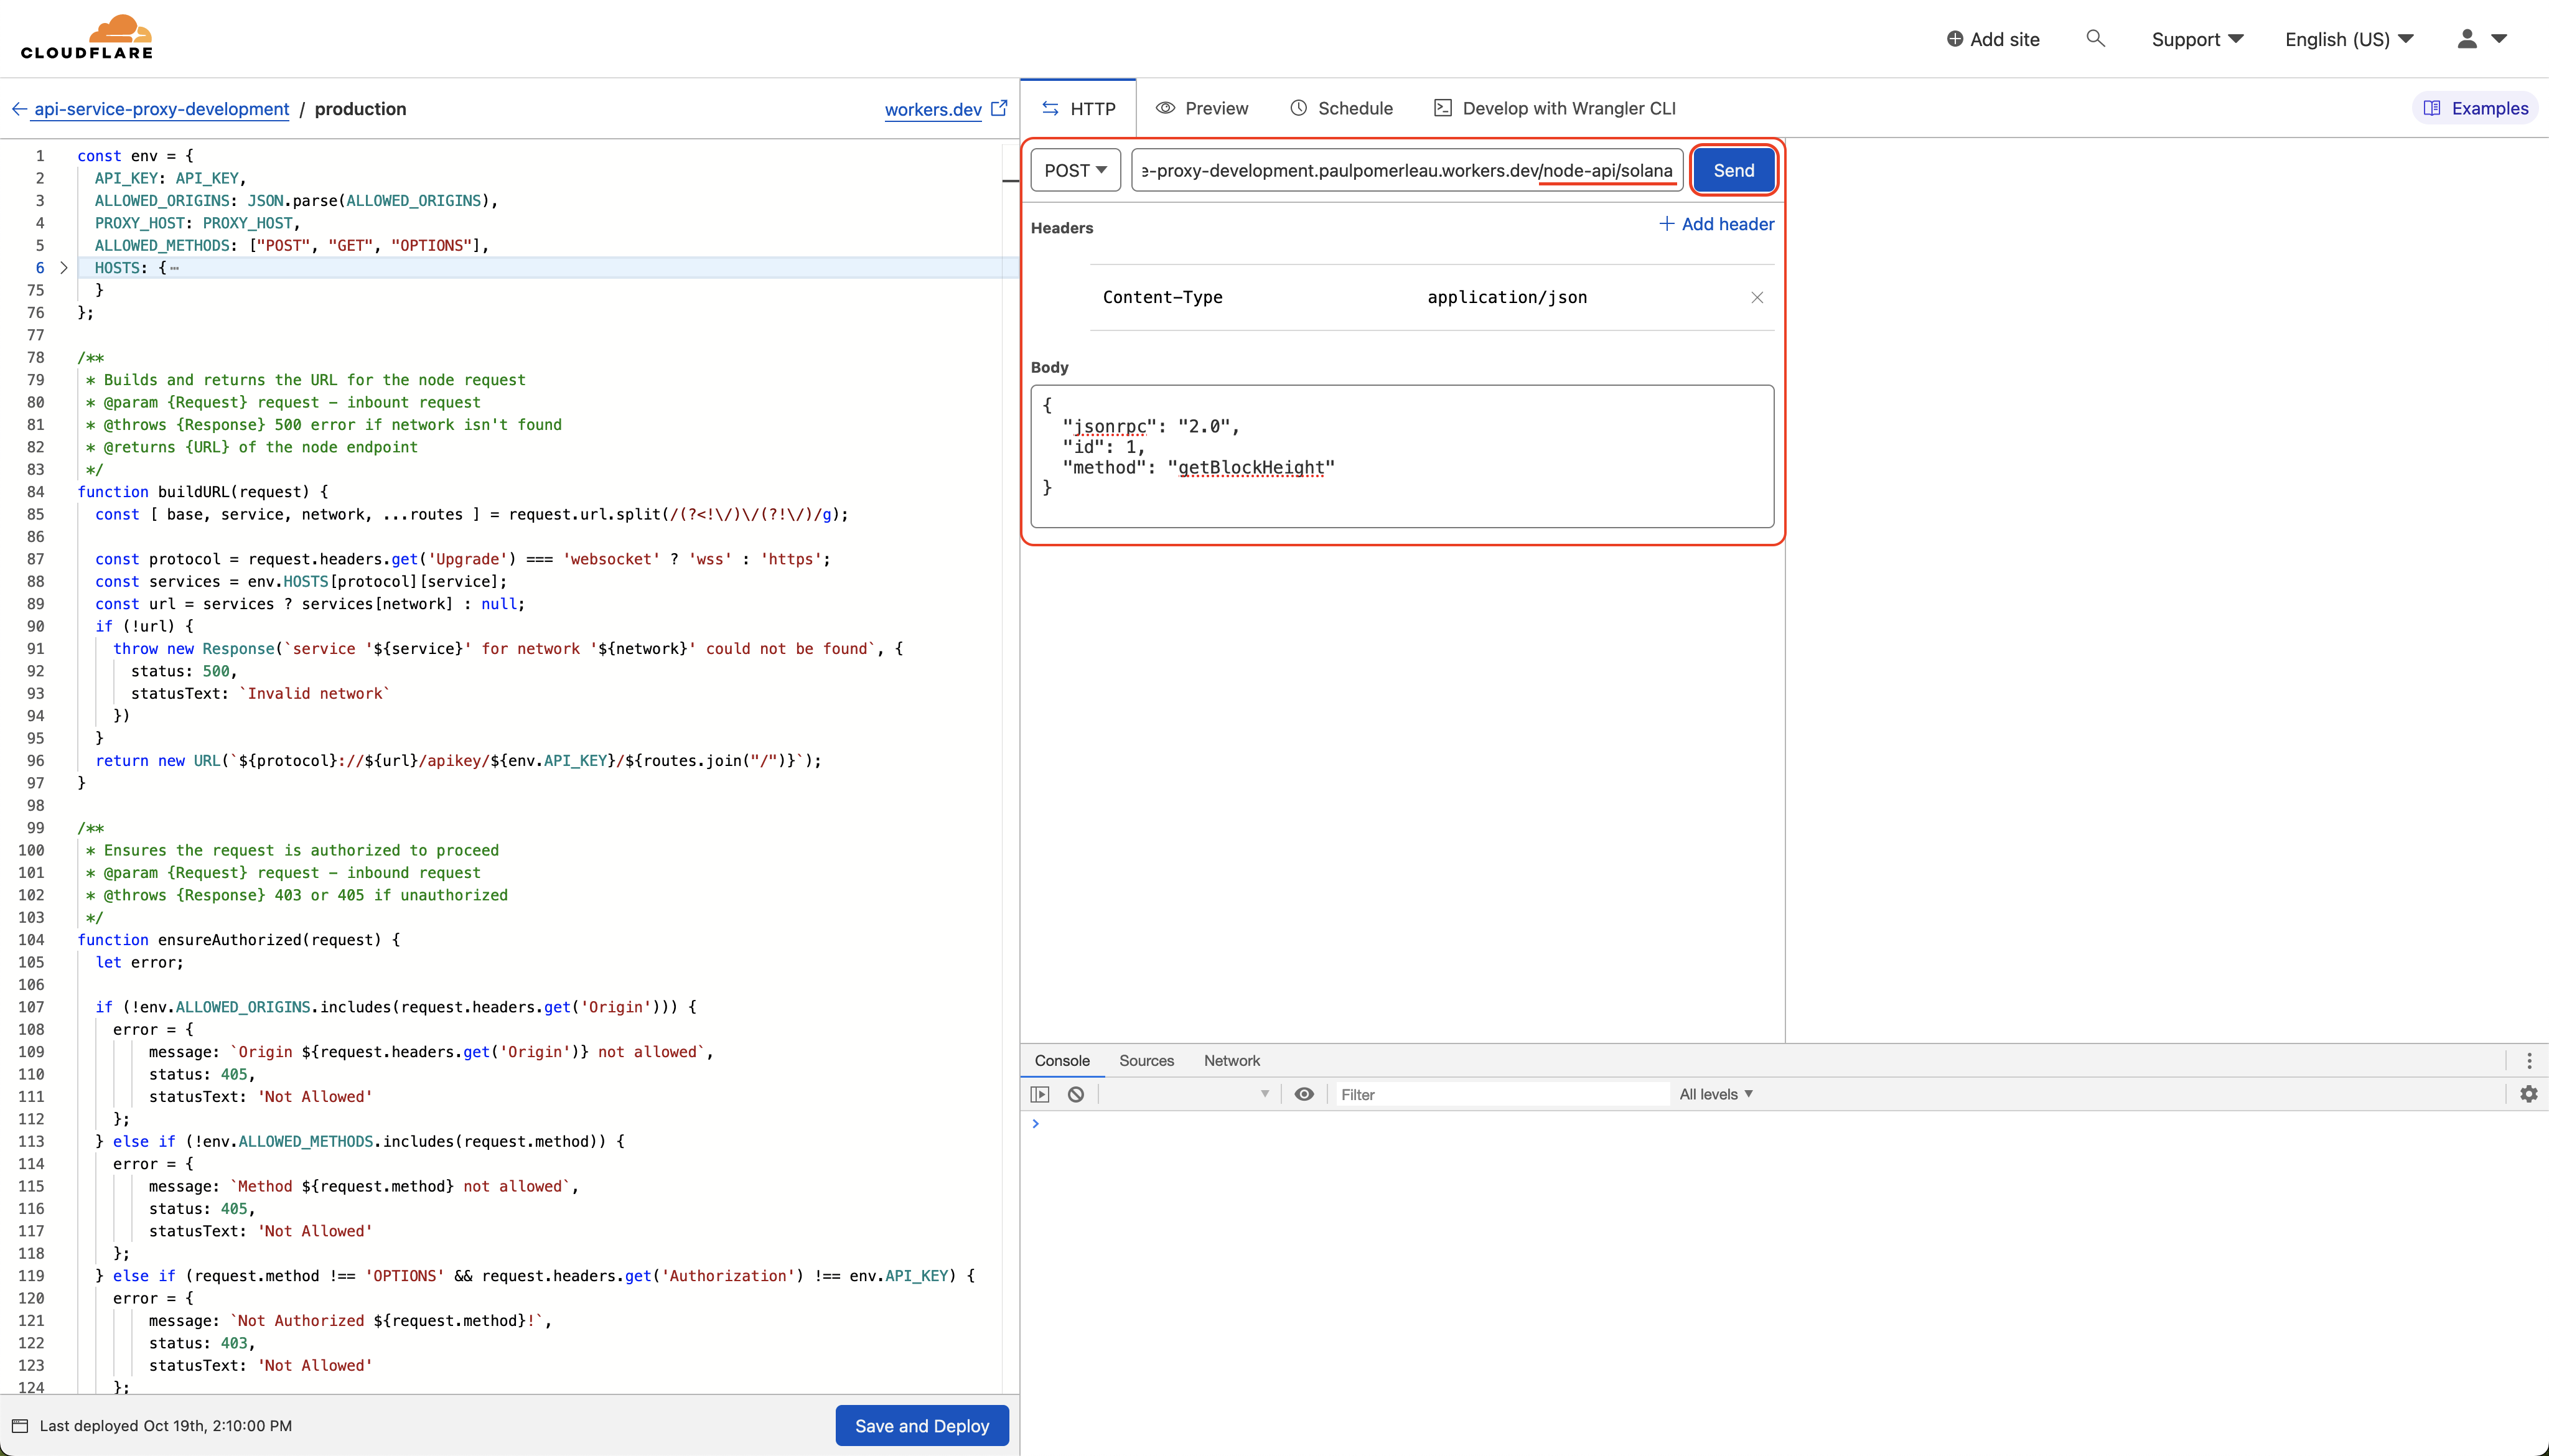 CLOUDFLARE
Add site
Support
English (US)
api-service-proxy-development / production
workers.dev
HTTP
Preview
Schedule
Develop with Wrangler CLI
Examples
1 const env = {
2 API_KEY: API_KEY,
3 ALLOWED_ORIGINS: JSON.parse(ALLOWED_ORIGINS),
4 PROXY_HOST: PROXY_HOST,
5 ALLOWED_METHODS: ["POST", "GET", "OPTIONS"],
6 HOSTS: {⋯
75 }
76 };
77
78 /**
79 * Builds and returns the URL for the node request
80 * @param {Request} request – inbount request
81 * @throws {Response} 500 error if network isn't found
82 * @returns {URL} of the node endpoint
83 */
84 function buildURL(request) {
85 const [ base, service, network, ...routes ] = request.url.split(/(?<!\/)\/(?!\/)/g);
86
87 const protocol = request.headers.get('Upgrade') === 'websocket' ? 'wss' : 'https';
88 const services = env.HOSTS[protocol][service];
89 const url = services ? services[network] : null;
90 if (!url) {
91 throw new Response(`service '${service}' for network '${network}' could not be found`, {
92 status: 500,
93 statusText: `Invalid network`
94 })
95 }
96 return new URL(`${protocol}://${url}/apikey/${env.API_KEY}/${routes.join("/")}`);
97 }
98
99 /**
100 * Ensures the request is authorized to proceed
101 * @param {Request} request – inbound request
102 * @throws {Response} 403 or 405 if unauthorized
103 */
104 function ensureAuthorized(request) {
105 let error;
106
107 if (!env.ALLOWED_ORIGINS.includes(request.headers.get('Origin'))) {
108 error = {
109 message: `Origin ${request.headers.get('Origin')} not allowed`,
110 status: 405,
111 statusText: 'Not Allowed'
112 };
113 } else if (!env.ALLOWED_METHODS.includes(request.method)) {
114 error = {
115 message: `Method ${request.method} not allowed`,
116 status: 405,
117 statusText: 'Not Allowed'
118 };
119 } else if (request.method !== 'OPTIONS' && request.headers.get('Authorization') !== env.API_KEY) {
120 error = {
121 message: `Not Authorized ${request.method}!`,
122 status: 403,
123 statusText: 'Not Allowed'
124 };
Last deployed Oct 19th, 2:10:00 PM
Save and Deploy
POST
e-proxy-development.paulpomerleau.workers.dev/node-api/solana
Send
Headers
Add header
Content-Type
application/json
Body
{
"jsonrpc": "2.0",
"id": 1,
"method": "getBlockHeight"
}
Console
Sources
Network
Filter
All levels